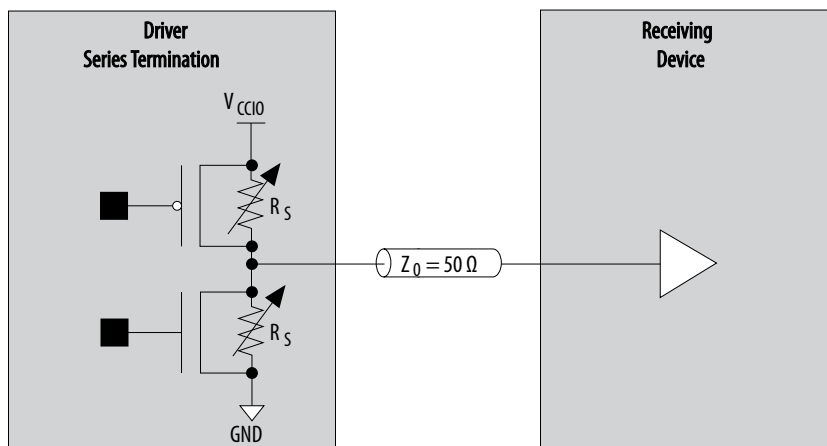 Driver
Series Termination
Receiving
Device
V CCIO
R S
Z 0 = 50 Ω
R S
GND